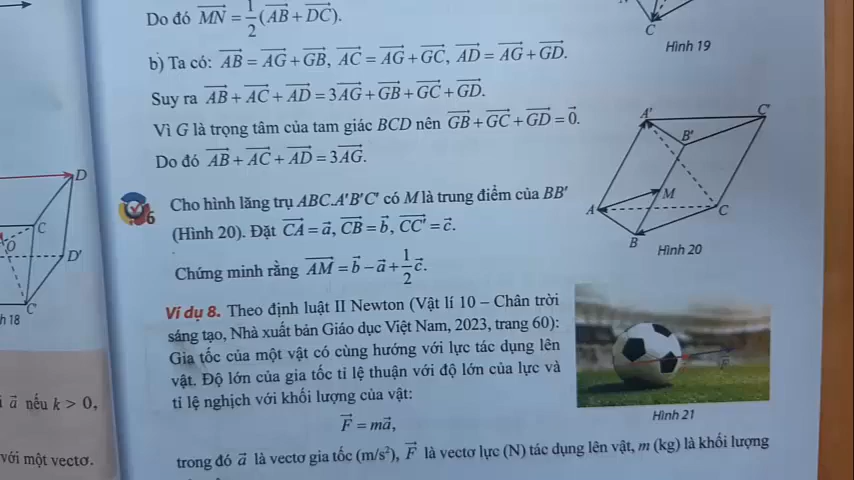 Do đó $\overrightarrow{MN} = \frac{1}{2}(\overrightarrow{AB} + \overrightarrow{DC})$.
b) Ta có: $\overrightarrow{AB} = \overrightarrow{AG} + \overrightarrow{GB}$, $\overrightarrow{AC} = \overrightarrow{AG} + \overrightarrow{GC}$, $\overrightarrow{AD} = \overrightarrow{AG} + \overrightarrow{GD}$.
Suy ra $\overrightarrow{AB} + \overrightarrow{AC} + \overrightarrow{AD} = 3\overrightarrow{AG} + \overrightarrow{GB} + \overrightarrow{GC} + \overrightarrow{GD}$.
Vì G là trọng tâm của tam giác BCD nên $\overrightarrow{GB} + \overrightarrow{GC} + \overrightarrow{GD} = \vec{0}$.
Do đó $\overrightarrow{AB} + \overrightarrow{AC} + \overrightarrow{AD} = 3\overrightarrow{AG}$.
C
Hình 19
6
Cho hình lăng trụ ABC.A'B'C' có M là trung điểm của BB'
(Hình 20). Đặt $\overrightarrow{CA} = \vec{a}$, $\overrightarrow{CB} = \vec{b}$, $\overrightarrow{CC'} = \vec{c}$.
Chứng minh rằng $\overrightarrow{AM} = \vec{b} - \vec{a} + \frac{1}{2}\vec{c}$.
A'
C'
B'
M
A
C
B
Hình 20
Ví dụ 8. Theo định luật II Newton (Vật lí 10 – Chân trời
sáng tạo, Nhà xuất bản Giáo dục Việt Nam, 2023, trang 60):
Gia tốc của một vật có cùng hướng với lực tác dụng lên
vật. Độ lớn của gia tốc tỉ lệ thuận với độ lớn của lực và
tỉ lệ nghịch với khối lượng của vật:
$\vec{F} = m\vec{a}$,
Hình 21
trong đó $\vec{a}$ là vectơ gia tốc (m/s²), $\vec{F}$ là vectơ lực (N) tác dụng lên vật, m (kg) là khối lượng
D
C
O
D'
C'
h 18
$\vec{a}$ nếu k > 0,
với một vectơ.